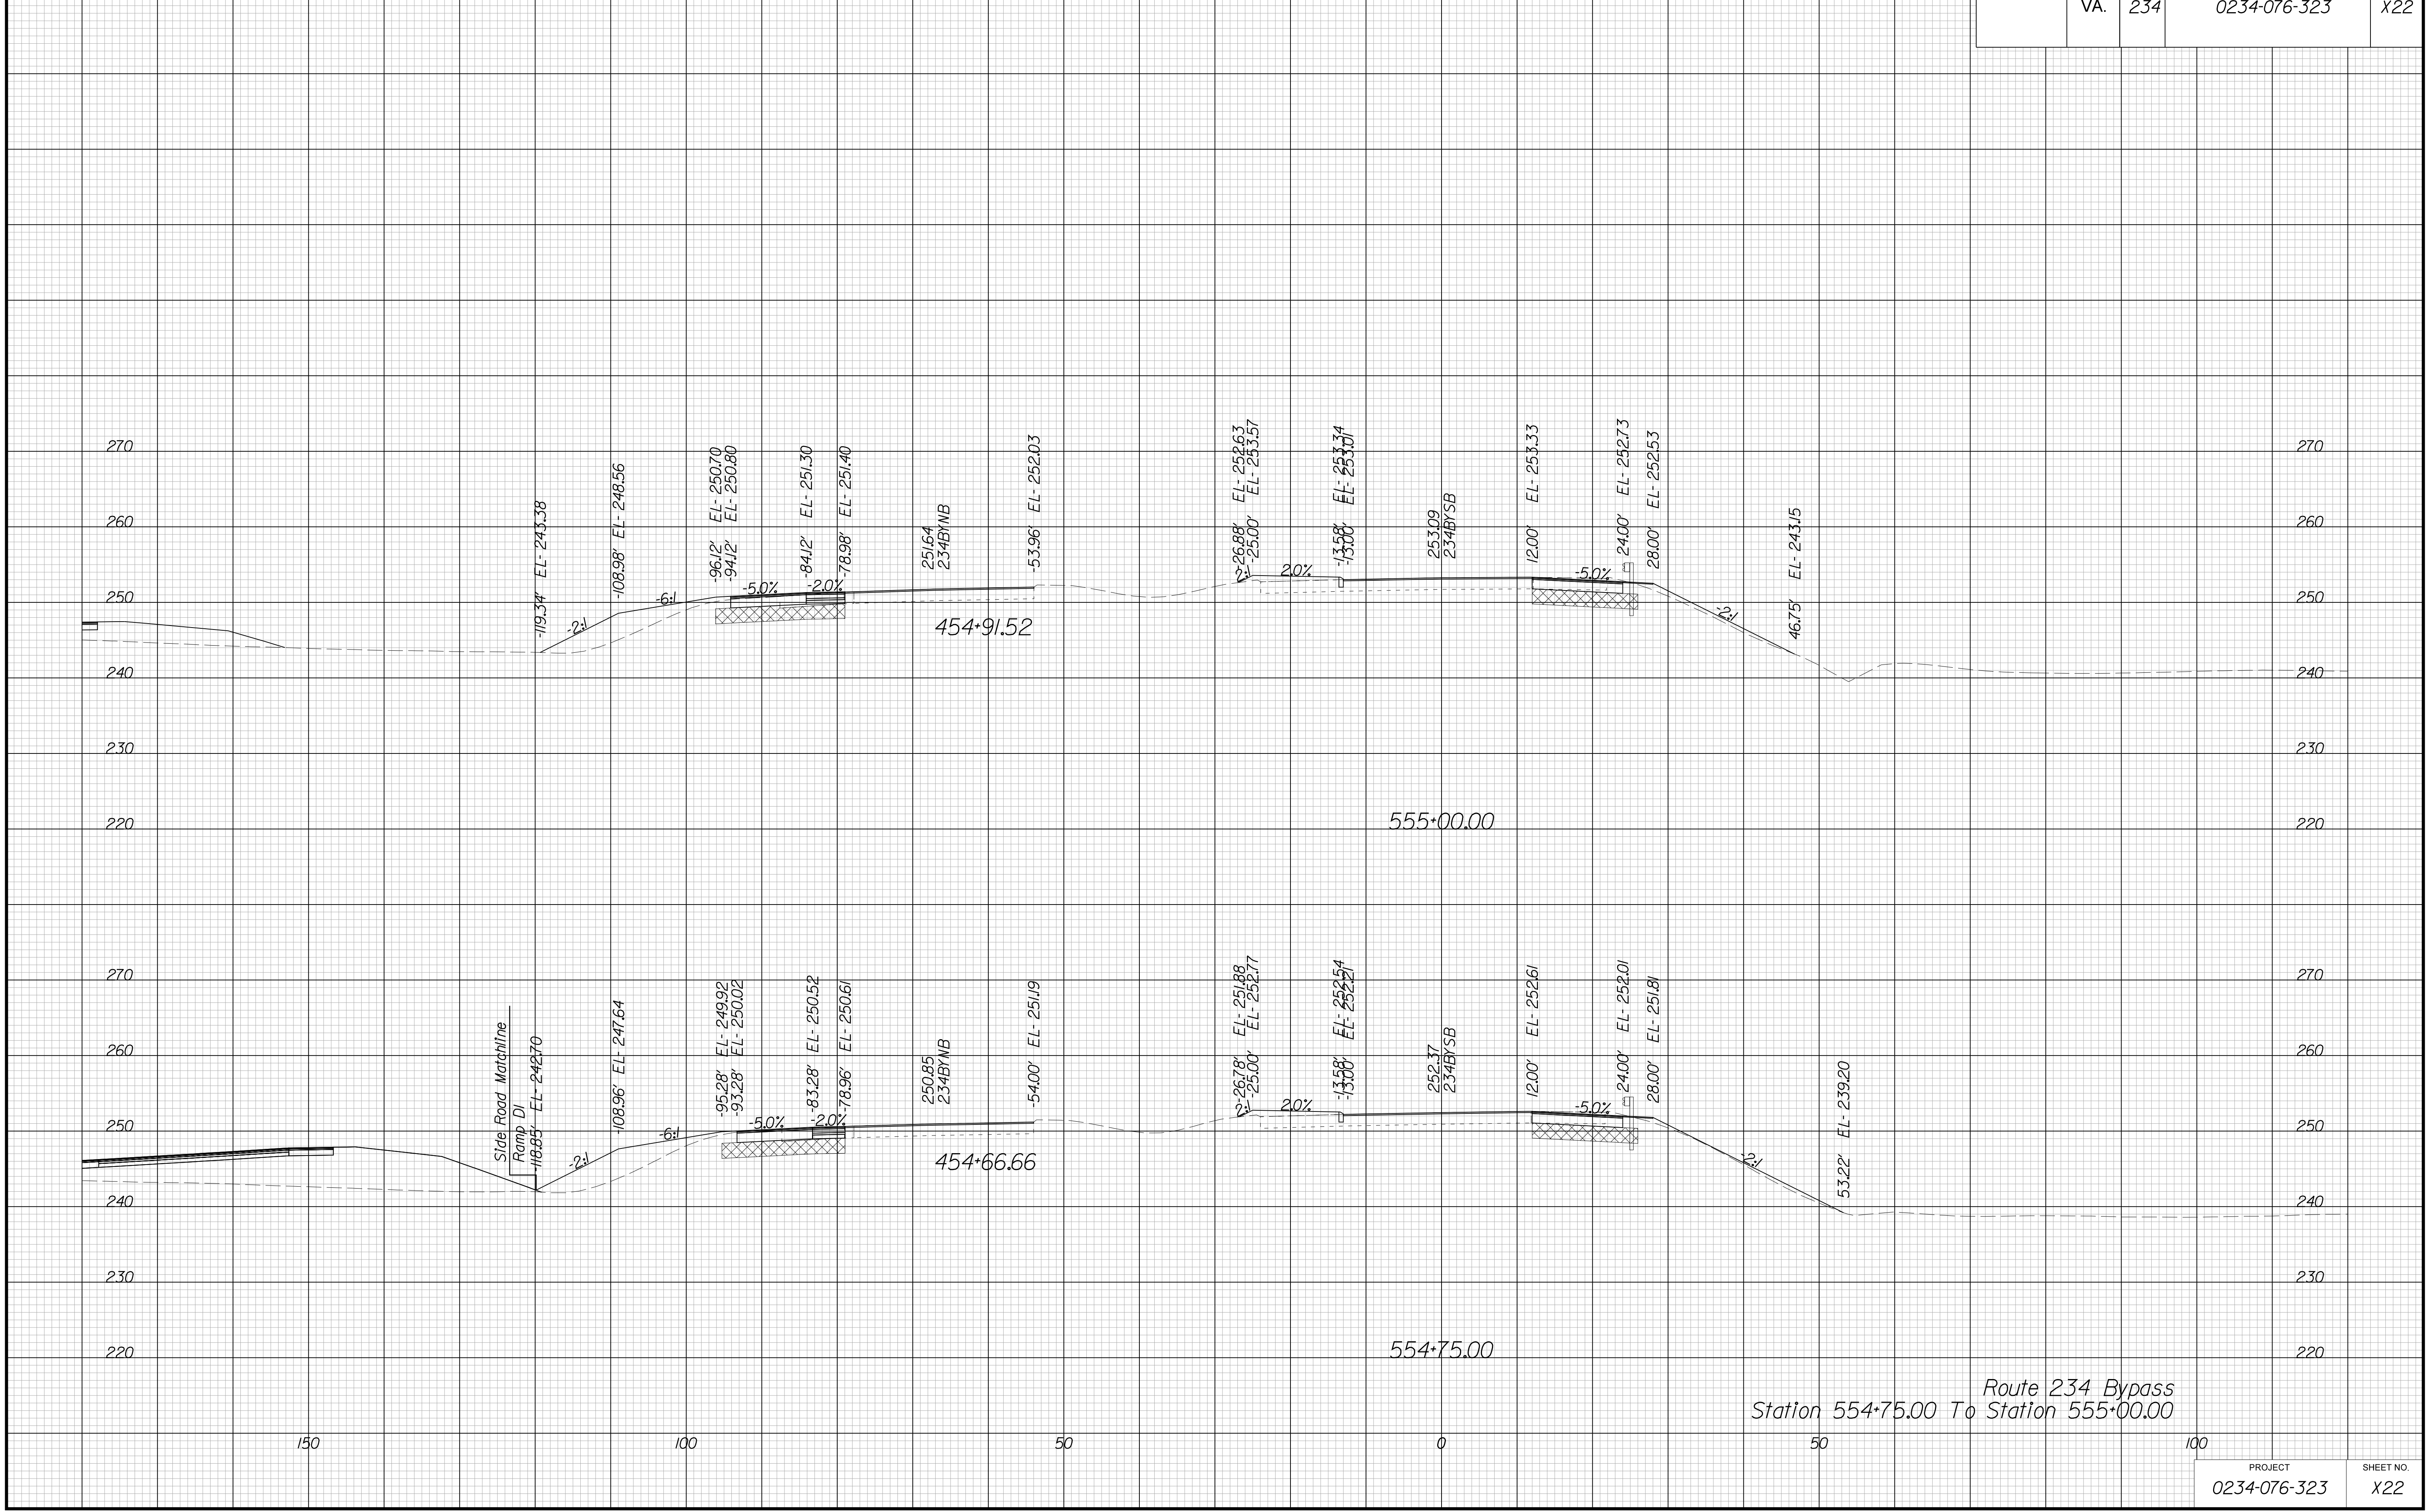 VA. 234 0234-076-323 X22
270 270
260 260
250 250
240 240
230 230
220 220
-119.34' EL- 243.38
-108.98' EL- 248.56
-96.12' EL- 250.70
-94.12' EL- 250.80
-84.12' EL- 251.30
-78.98' EL- 251.40
251.64
234BYNB
-53.96' EL- 252.03
-26.88' EL- 252.63
-25.00' EL- 253.57
-13.58' EL- 253.34
-13.00' EL- 253.01
253.09
234BYSB
12.00' EL- 253.33
24.00' EL- 252.73
28.00' EL- 252.53
46.75' EL- 243.15
-2:1 -6:1 -5.0% -2.0% 2:1 2.0% -5.0% -2:1
454+91.52
555+00.00
270 270
260 260
250 250
240 240
230 230
220 220
Side Road Matchline
Ramp D1
-118.85' EL- 242.70
-108.96' EL- 247.64
-95.28' EL- 249.92
-93.28' EL- 250.02
-83.28' EL- 250.52
-78.96' EL- 250.61
250.85
234BYNB
-54.00' EL- 251.19
-26.78' EL- 251.88
-25.00' EL- 252.77
-13.58' EL- 252.54
-13.00' EL- 252.21
252.37
234BYSB
12.00' EL- 252.61
24.00' EL- 252.01
28.00' EL- 251.81
53.22' EL- 239.20
-2:1 -6:1 -5.0% -2.0% 2:1 2.0% -5.0% -2:1
454+66.66
554+75.00
Route 234 Bypass
Station 554+75.00 To Station 555+00.00
150 100 50 0 50 100
PROJECT SHEET NO.
0234-076-323 X22